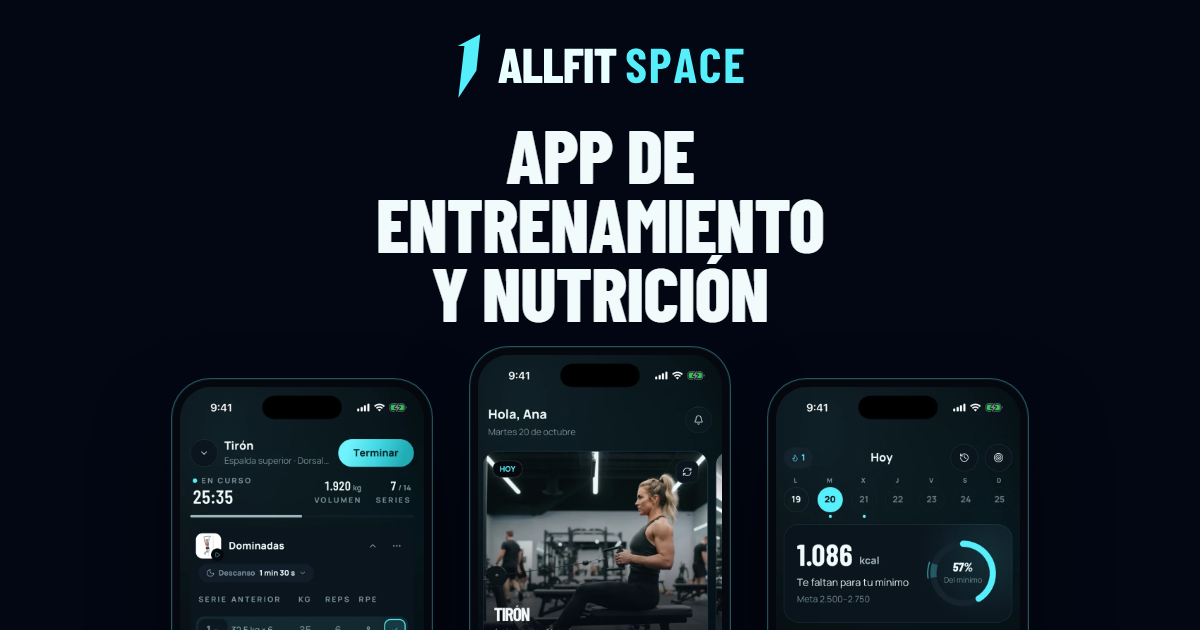 ALLFIT SPACE
APP DE
ENTRENAMIENTO
Y NUTRICIÓN
9:41
Tirón
Espalda superior · Dorsal...
Terminar
EN CURSO
25:35
1.920 kg
VOLUMEN
7 / 14
SERIES
Dominadas
Descanso 1 min 30 s
SERIE ANTERIOR KG REPS RPE
9:41
Hola, Ana
Martes 20 de octubre
HOY
TIRÓN
9:41
1
Hoy
L M X J V S D
19 20 21 22 23 24 25
1.086 kcal
Te faltan para tu mínimo
Meta 2.500–2.750
57%
Del mínimo